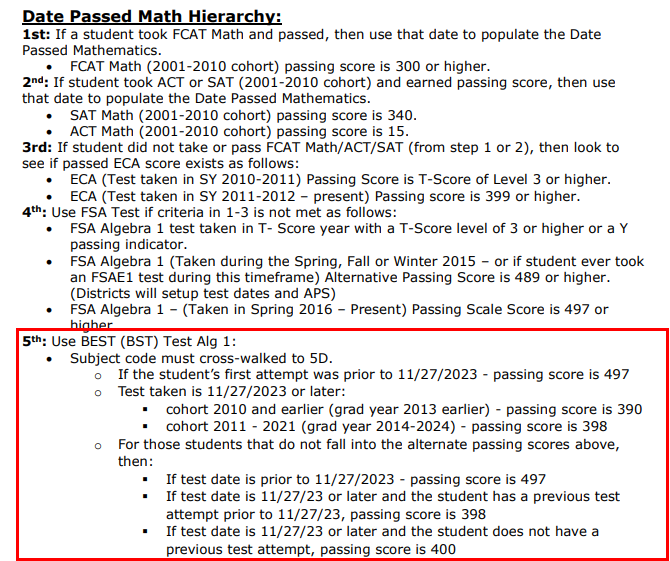 Date Passed Math Hierarchy:
1st: If a student took FCAT Math and passed, then use that date to populate the Date
Passed Mathematics.
• FCAT Math (2001-2010 cohort) passing score is 300 or higher.
2nd: If student took ACT or SAT (2001-2010 cohort) and earned passing score, then use
that date to populate the Date Passed Mathematics.
• SAT Math (2001-2010 cohort) passing score is 340.
• ACT Math (2001-2010 cohort) passing score is 15.
3rd: If student did not take or pass FCAT Math/ACT/SAT (from step 1 or 2), then look to
see if passed ECA score exists as follows:
• ECA (Test taken in SY 2010-2011) Passing Score is T-Score of Level 3 or higher.
• ECA (Test taken in SY 2011-2012 – present) Passing score is 399 or higher.
4th: Use FSA Test if criteria in 1-3 is not met as follows:
• FSA Algebra 1 test taken in T- Score year with a T-Score level of 3 or higher or a Y
passing indicator.
• FSA Algebra 1 (Taken during the Spring, Fall or Winter 2015 – or if student ever took
an FSAE1 test during this timeframe) Alternative Passing Score is 489 or higher.
(Districts will setup test dates and APS)
• FSA Algebra 1 – (Taken in Spring 2016 – Present) Passing Scale Score is 497 or
higher
5th: Use BEST (BST) Test Alg 1:
• Subject code must cross-walked to 5D.
o If the student's first attempt was prior to 11/27/2023 - passing score is 497
o Test taken is 11/27/2023 or later:
▪ cohort 2010 and earlier (grad year 2013 earlier) - passing score is 390
▪ cohort 2011 - 2021 (grad year 2014-2024) - passing score is 398
o For those students that do not fall into the alternate passing scores above,
then:
▪ If test date is prior to 11/27/2023 - passing score is 497
▪ If test date is 11/27/23 or later and the student has a previous test
attempt prior to 11/27/23, passing score is 398
▪ If test date is 11/27/23 or later and the student does not have a
previous test attempt, passing score is 400